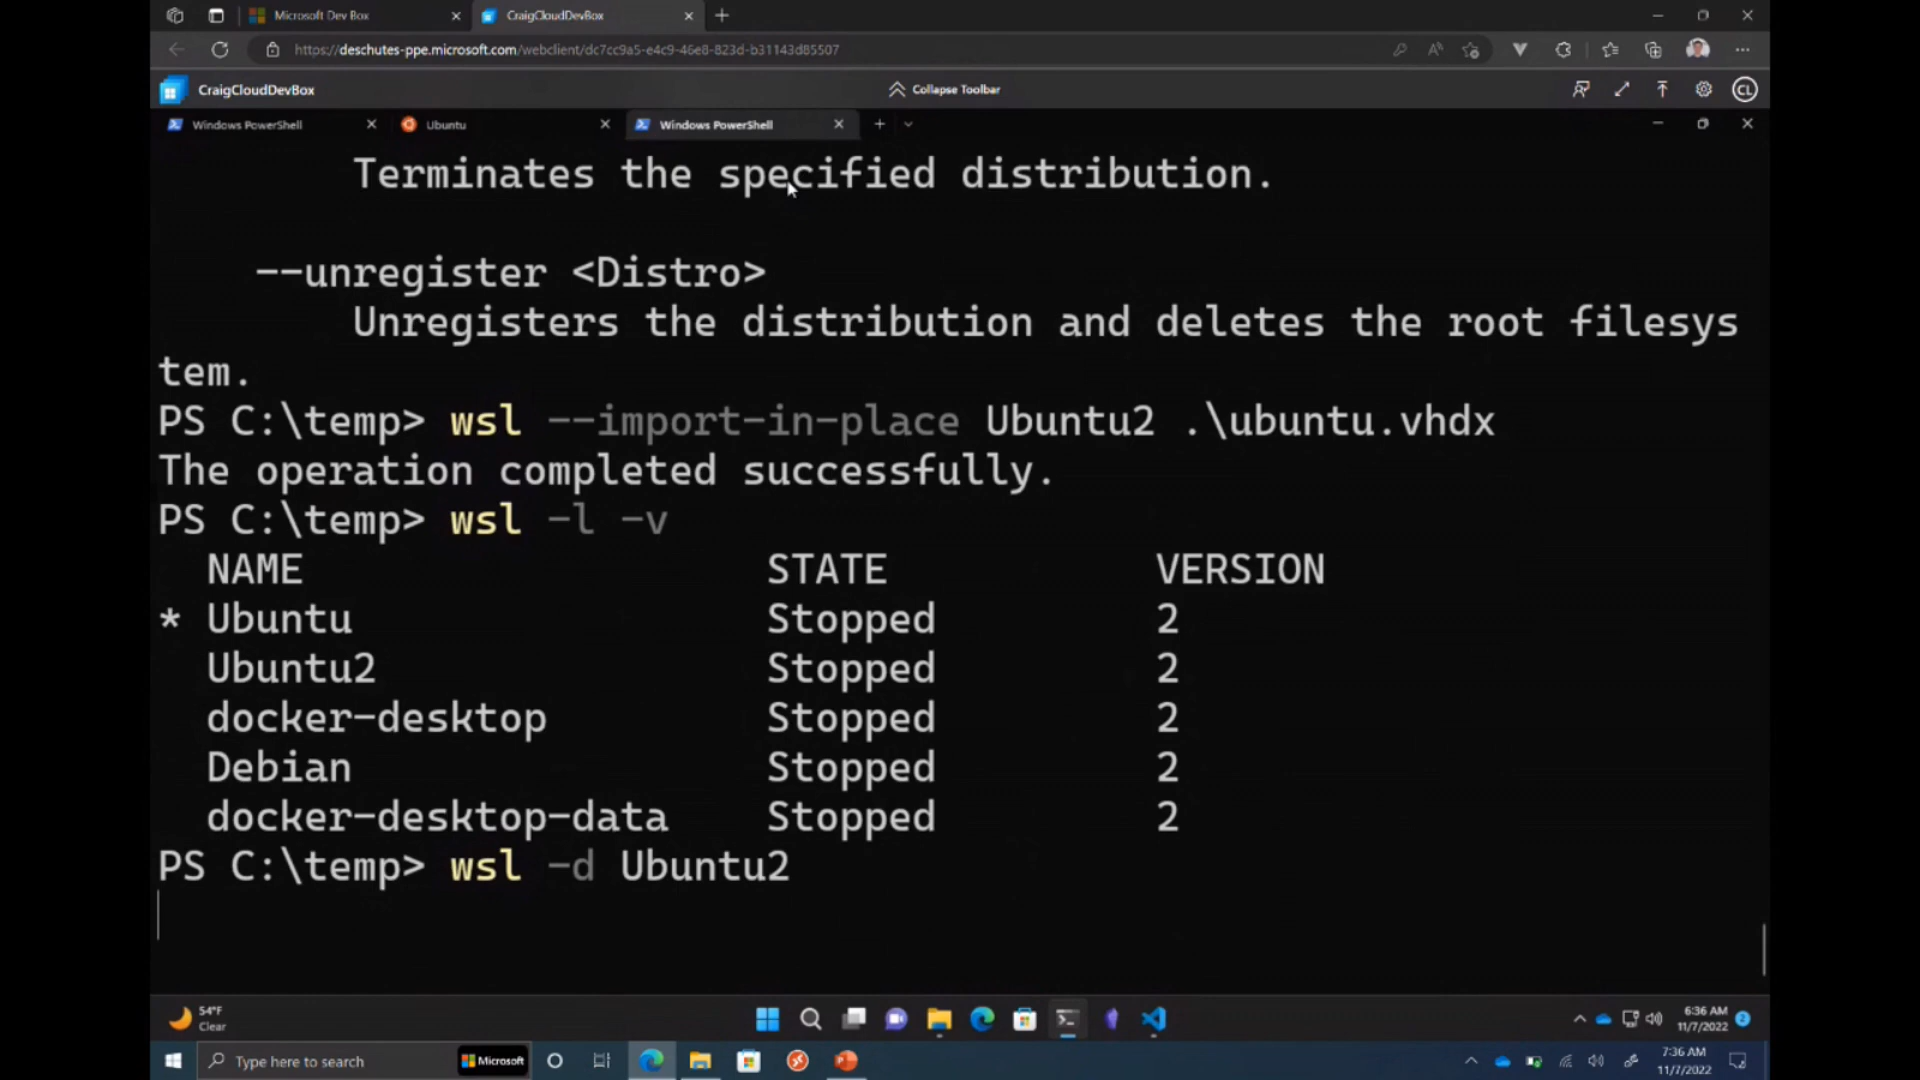 Microsoft Dev Box
CraigCloudDevBox
https://deschutes-ppe.microsoft.com/webclient/dc7cc9a5-e4c9-46e8-823d-b31143d85507
CraigCloudDevBox
Collapse Toolbar
CL
Windows PowerShell
Ubuntu
Windows PowerShell
Terminates the specified distribution.
--unregister <Distro>
Unregisters the distribution and deletes the root filesys
tem.
PS C:\temp> wsl --import-in-place Ubuntu2 .\ubuntu.vhdx
The operation completed successfully.
PS C:\temp> wsl -l -v
NAME STATE VERSION
* Ubuntu Stopped 2
Ubuntu2 Stopped 2
docker-desktop Stopped 2
Debian Stopped 2
docker-desktop-data Stopped 2
PS C:\temp> wsl -d Ubuntu2
54°F
Clear
6:36 AM
11/7/2022
2
Type here to search
Microsoft
7:36 AM
11/7/2022